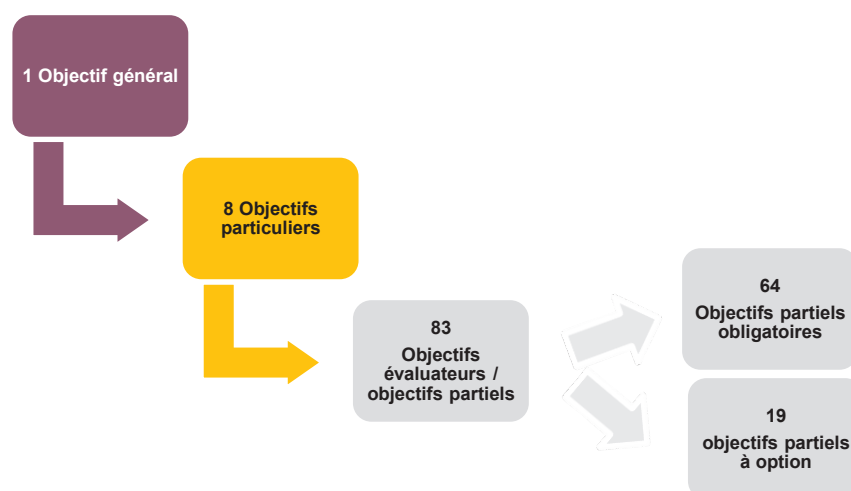 1 Objectif général
8 Objectifs
particuliers
83
Objectifs
évaluateurs /
objectifs partiels
64
Objectifs partiels
obligatoires
19
objectifs partiels
à option